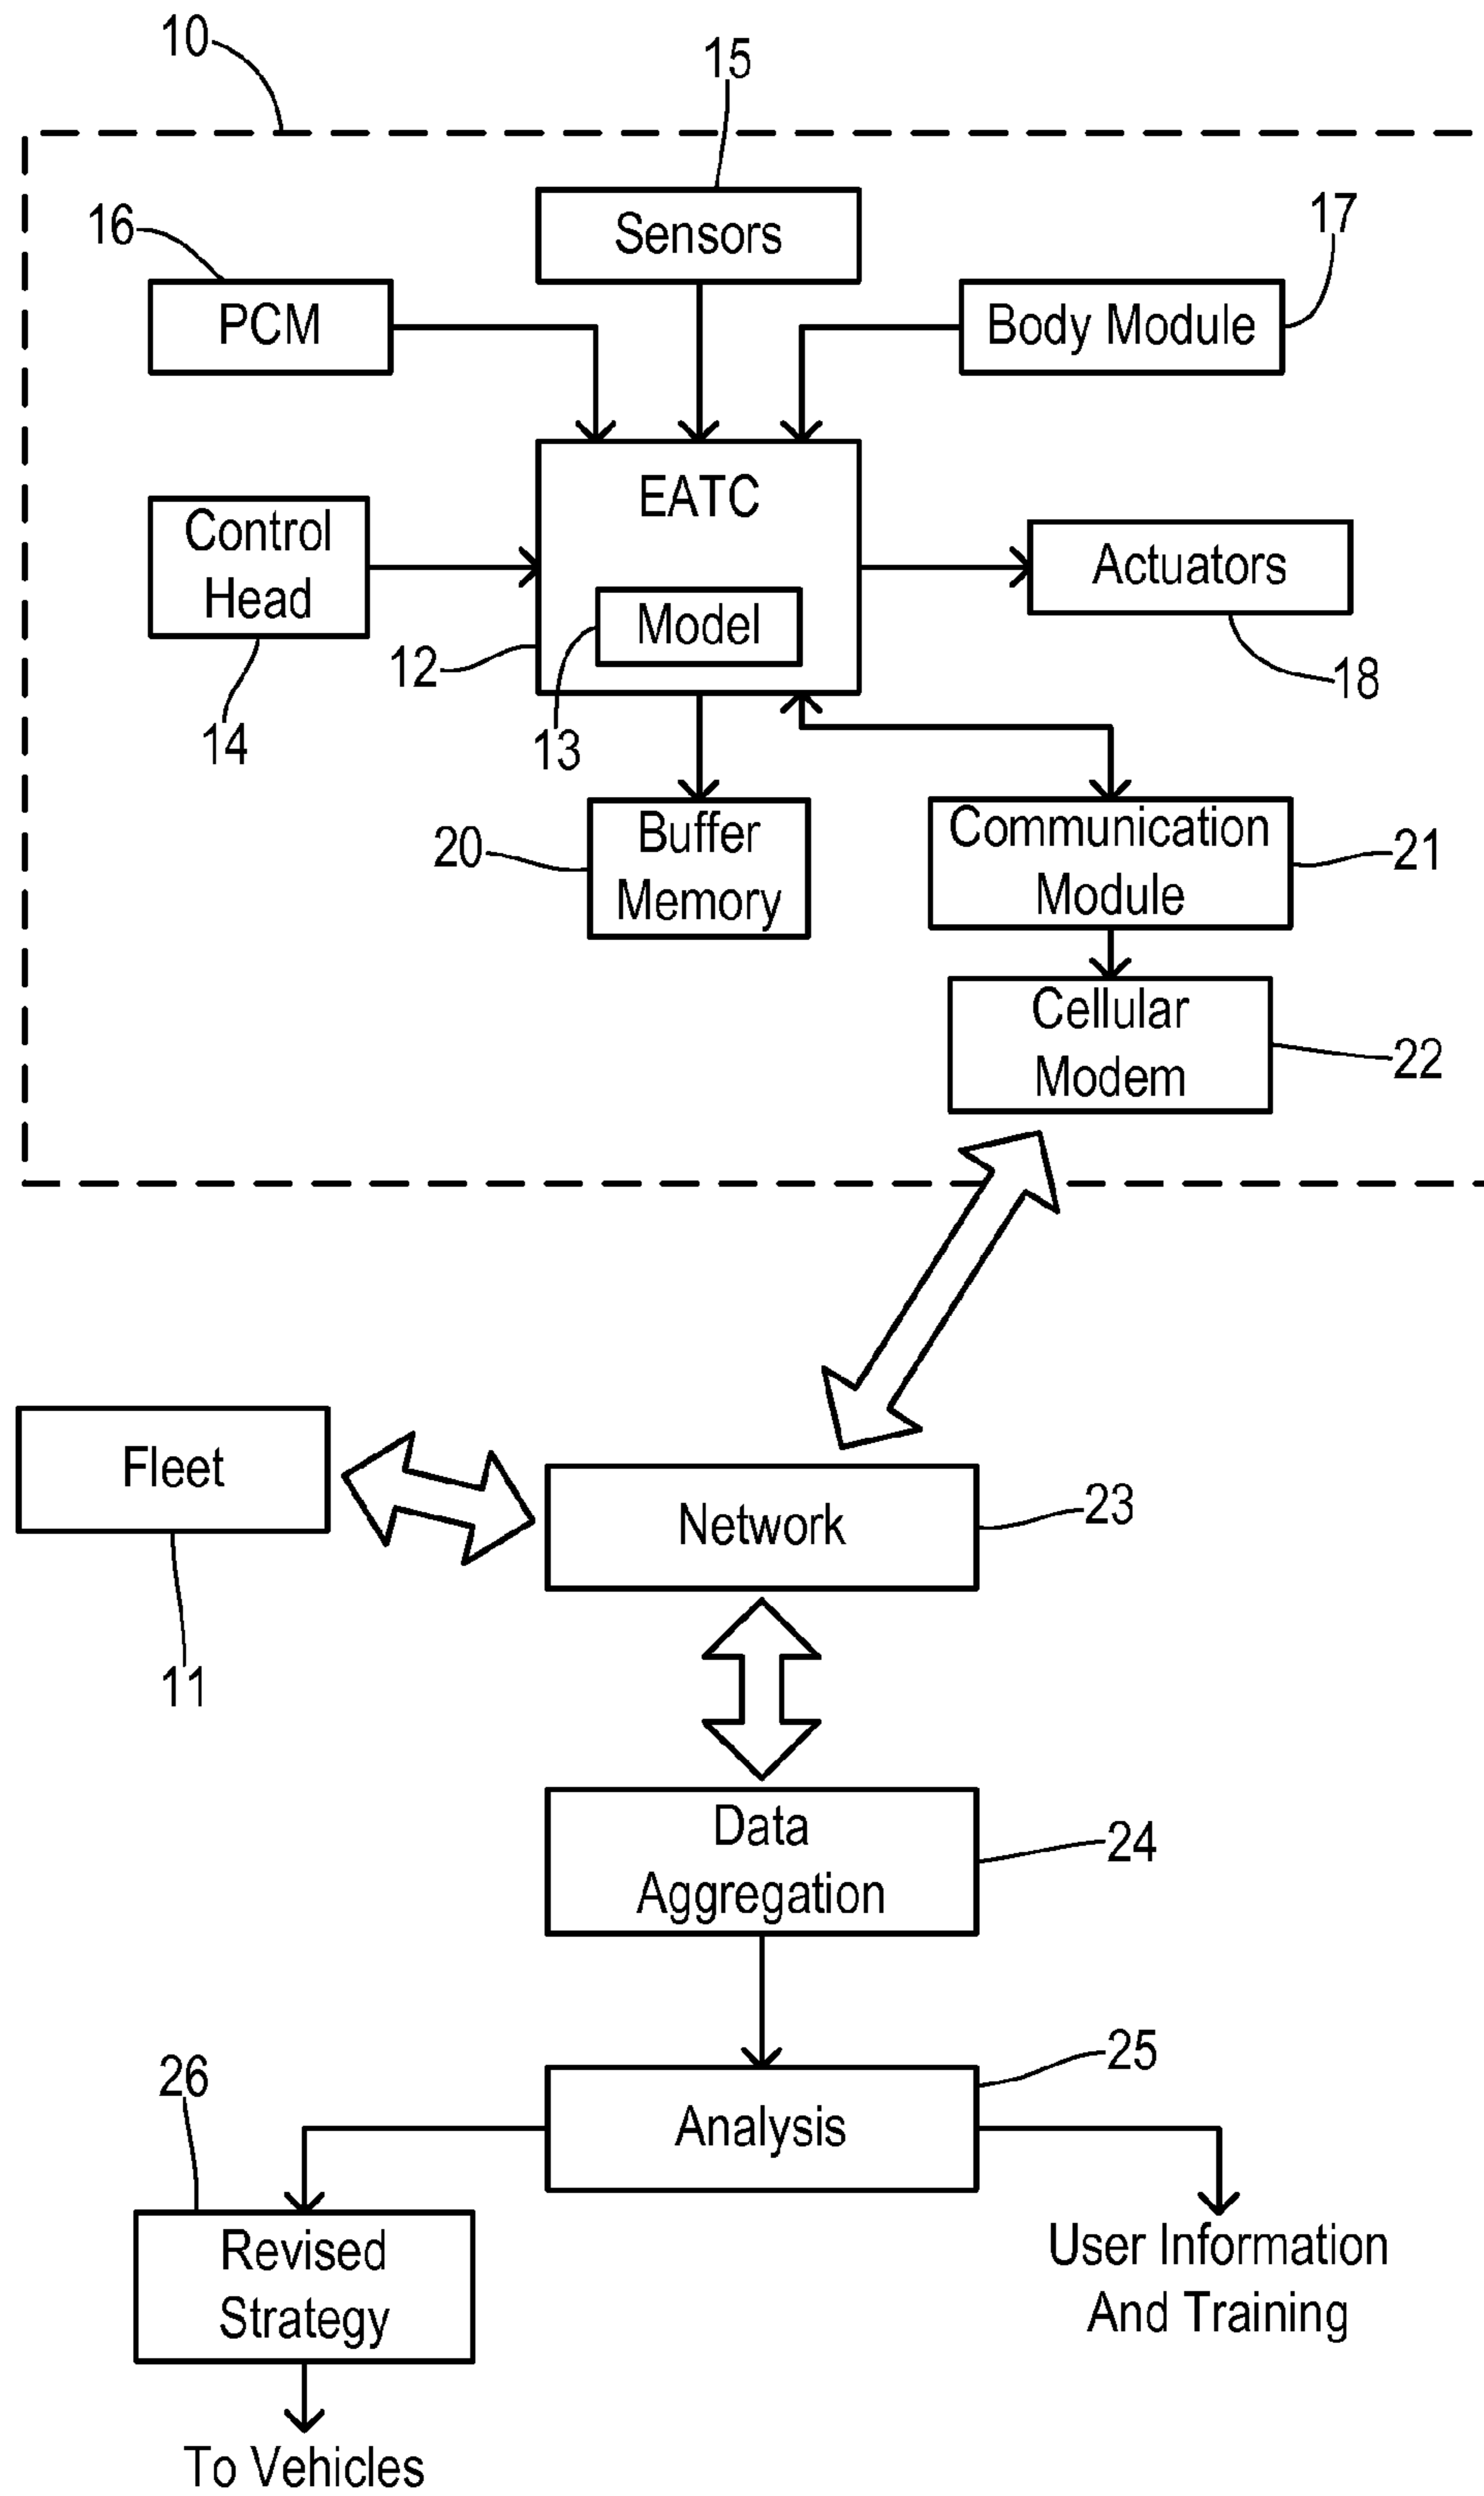 10
15
16
Sensors
17
PCM
Body Module
EATC
Control
Head
Actuators
Model
12
18
14
13
Buffer
Memory
20
Communication
Module
21
Cellular
Modem
22
Fleet
Network
23
11
Data
Aggregation
24
25
26
Analysis
Revised
Strategy
User Information
And Training
To Vehicles